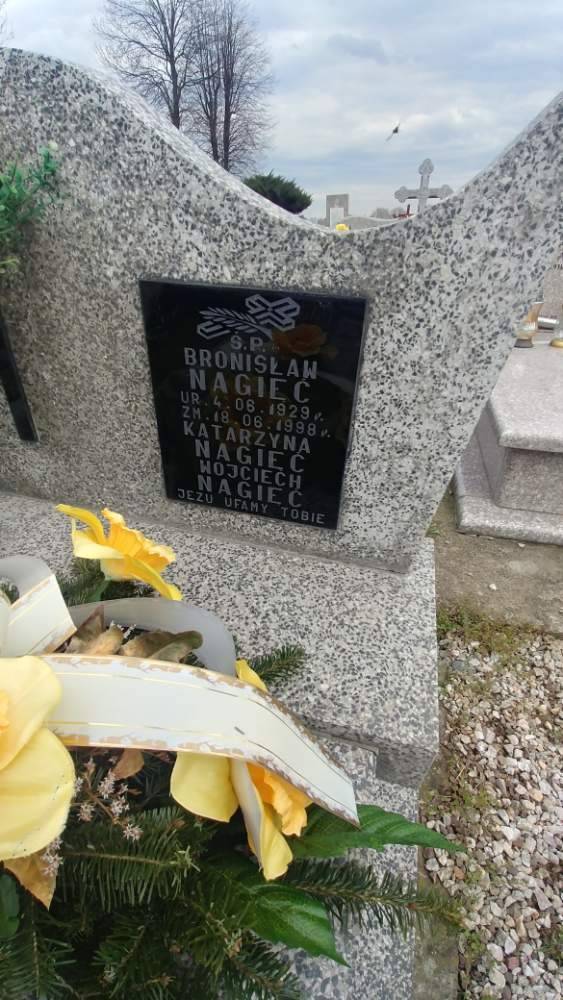 Ś.P.
BRONISŁAW
NAGIEĆ
UR. 4.06.1929 r.
ZM. 18.06.1998 r.
KATARZYNA
NAGIEĆ
WOJCIECH
NAGIEĆ
JEZU UFAMY TOBIE